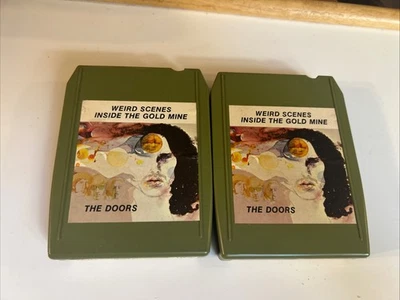 WEIRD SCENES
INSIDE THE GOLD MINE
THE DOORS
WEIRD SCENES
INSIDE THE GOLD MINE
THE DOORS